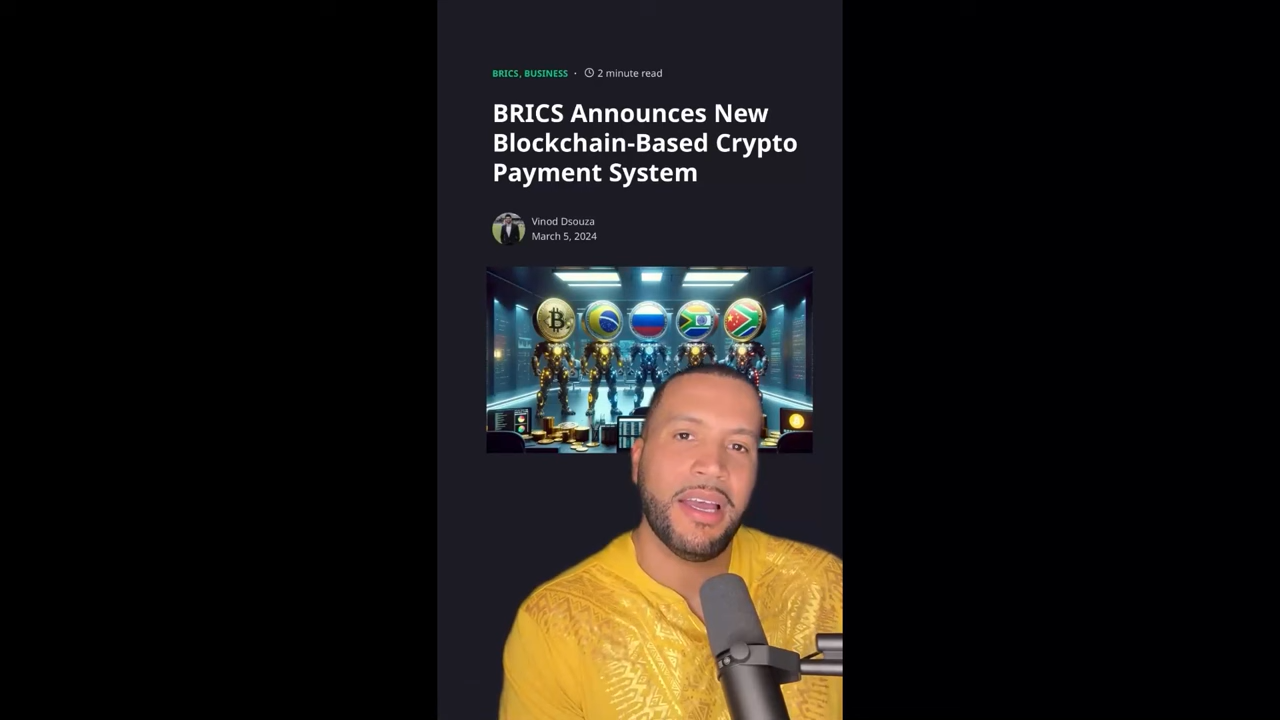 BRICS, BUSINESS · 2 minute read
BRICS Announces New
Blockchain-Based Crypto
Payment System
Vinod Dsouza
March 5, 2024